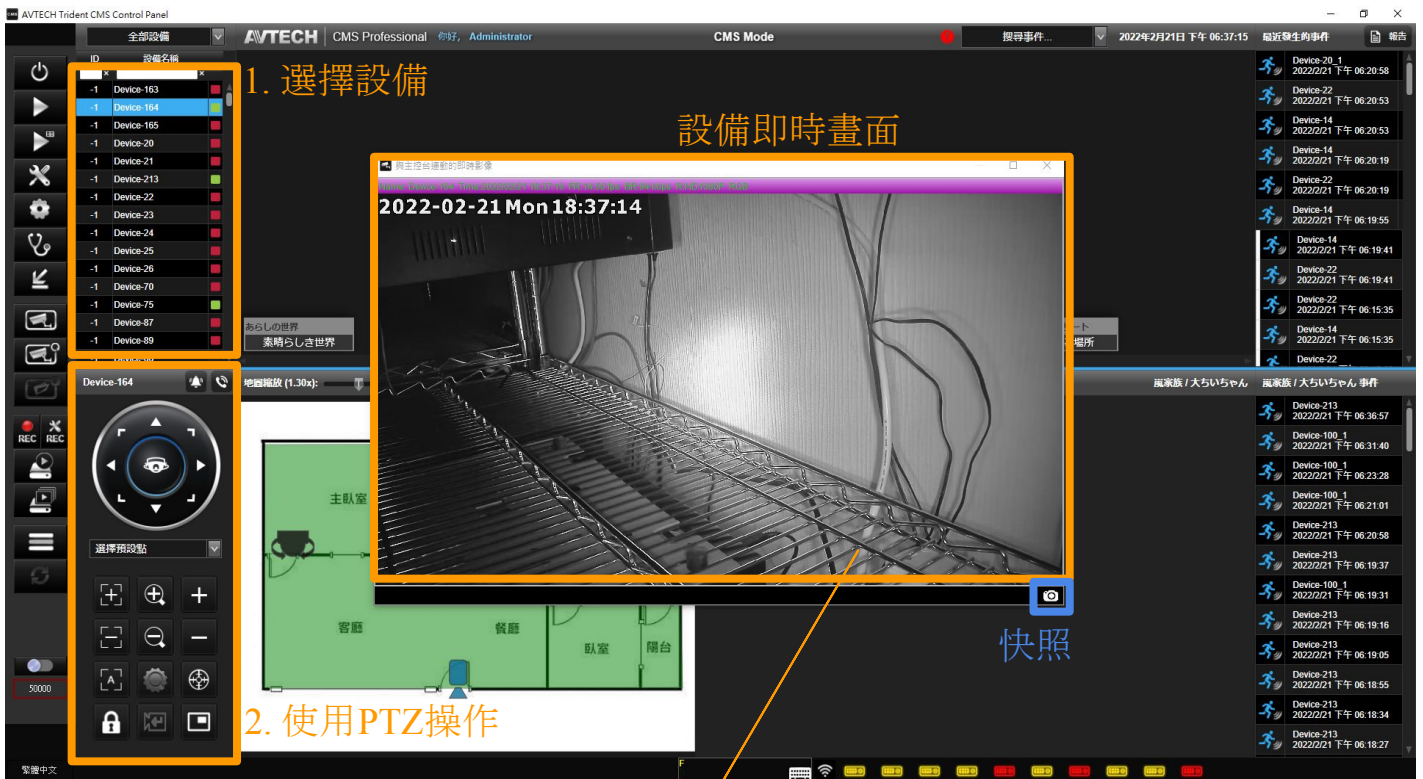 AVTECH Trident CMS Control Panel
全部設備
AVTECH CMS Professional 你好, Administrator
CMS Mode
搜尋事件...
2022年2月21日 下午 06:37:15
最近發生的事件
報告
ID 設備名稱
-1 Device-163
-1 Device-164
-1 Device-165
-1 Device-20
-1 Device-21
-1 Device-213
-1 Device-22
-1 Device-23
-1 Device-24
-1 Device-25
-1 Device-26
-1 Device-70
-1 Device-75
-1 Device-87
-1 Device-89
1. 選擇設備
設備即時畫面
與主控台連動的即時影像
2022-02-21 Mon 18:37:14
あらしの世界
素晴らしき世界
ート
場所
Device-20_1
2022/2/21 下午 06:20:58
Device-22
2022/2/21 下午 06:20:53
Device-14
2022/2/21 下午 06:20:53
Device-14
2022/2/21 下午 06:20:19
Device-22
2022/2/21 下午 06:20:19
Device-14
2022/2/21 下午 06:19:55
Device-14
2022/2/21 下午 06:19:41
Device-22
2022/2/21 下午 06:19:41
Device-22
2022/2/21 下午 06:15:35
Device-14
2022/2/21 下午 06:15:35
Device-22
Device-164
地圖縮放 (1.30x):
嵐家族 / 大ちいちゃん
嵐家族 / 大ちいちゃん 事件
REC REC
選擇預設點
A
50000
繁體中文
主臥室
客廳
餐廳
臥室
陽台
快照
2. 使用PTZ操作
F
Device-213
2022/2/21 下午 06:36:57
Device-100_1
2022/2/21 下午 06:31:40
Device-100_1
2022/2/21 下午 06:23:28
Device-100_1
2022/2/21 下午 06:21:01
Device-213
2022/2/21 下午 06:20:58
Device-213
2022/2/21 下午 06:19:37
Device-100_1
2022/2/21 下午 06:19:31
Device-213
2022/2/21 下午 06:19:16
Device-213
2022/2/21 下午 06:19:05
Device-213
2022/2/21 下午 06:18:55
Device-213
2022/2/21 下午 06:18:34
Device-213
2022/2/21 下午 06:18:27